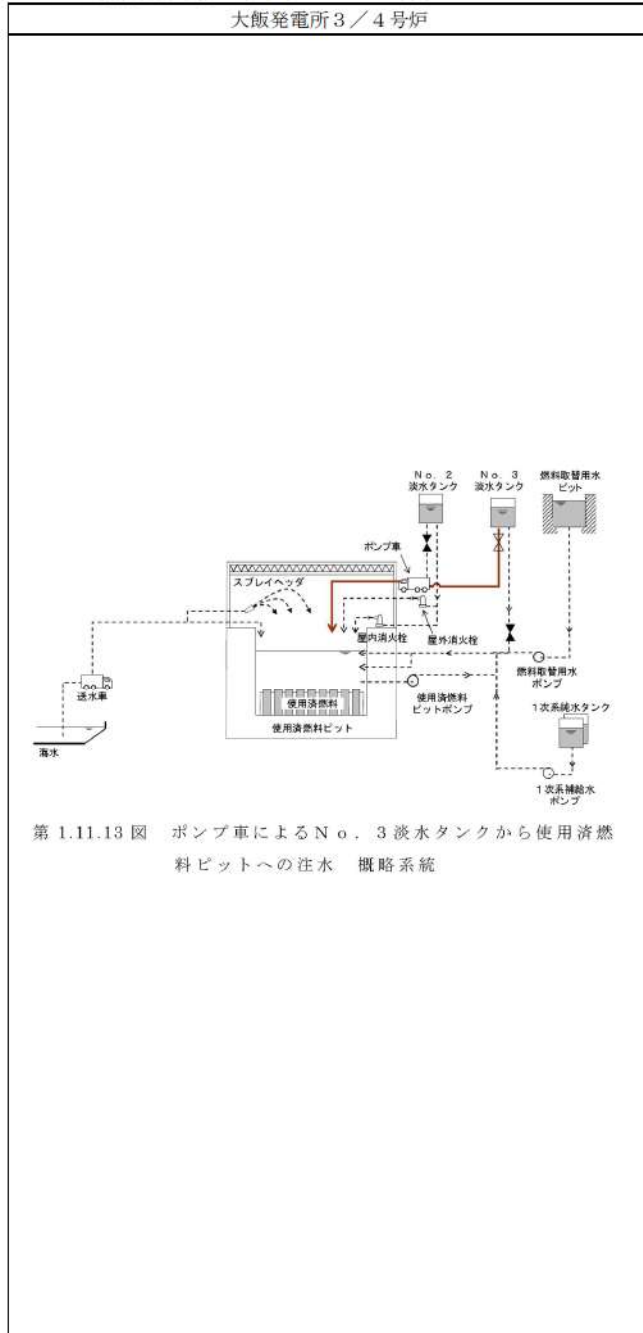 大飯発電所3／4号炉
No．2
淡水タンク
No．3
淡水タンク
燃料取替用水
ピット
ポンプ車
スプレイヘッダ
屋内消火栓
屋外消火栓
燃料取替用水
ポンプ
送水車
使用済燃料
使用済燃料
ピットポンプ
使用済燃料ピット
海水
1次系純水タンク
1次系補給水
ポンプ
第 1.11.13 図　ポンプ車によるNo．3淡水タンクから使用済燃
料ピットへの注水　概略系統